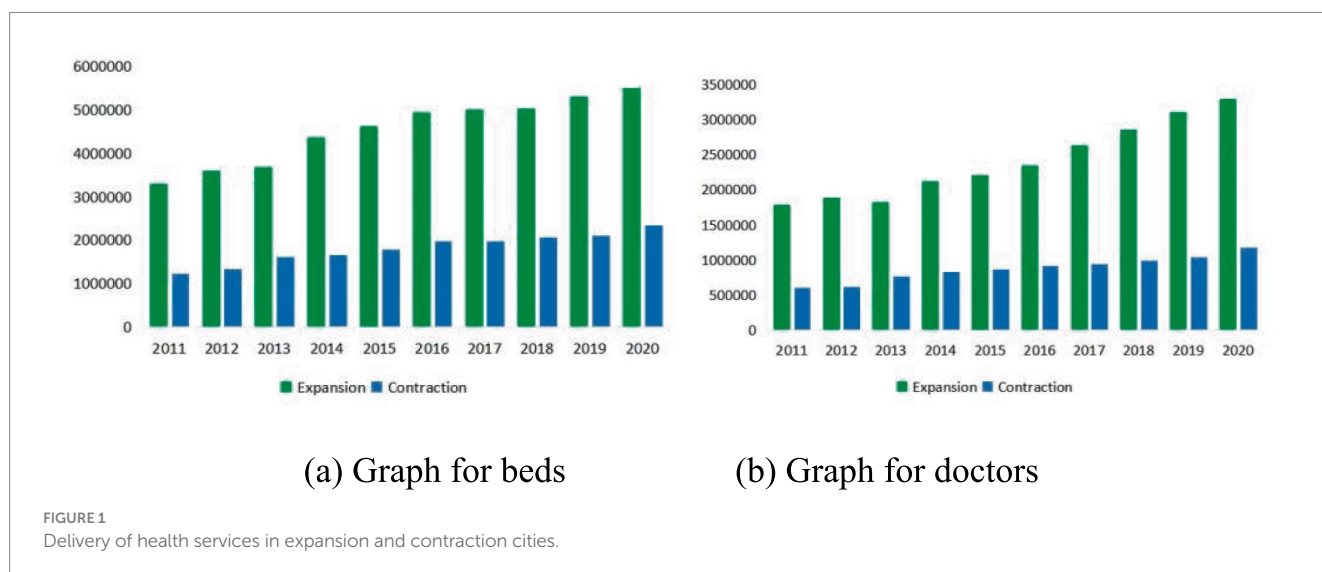 6000000
5000000
4000000
3000000
2000000
1000000
0
2011 2012 2013 2014 2015 2016 2017 2018 2019 2020
Expansion Contraction
(a) Graph for beds
3500000
3000000
2500000
2000000
1500000
1000000
500000
0
2011 2012 2013 2014 2015 2016 2017 2018 2019 2020
Expansion Contraction
(b) Graph for doctors
FIGURE 1
Delivery of health services in expansion and contraction cities.